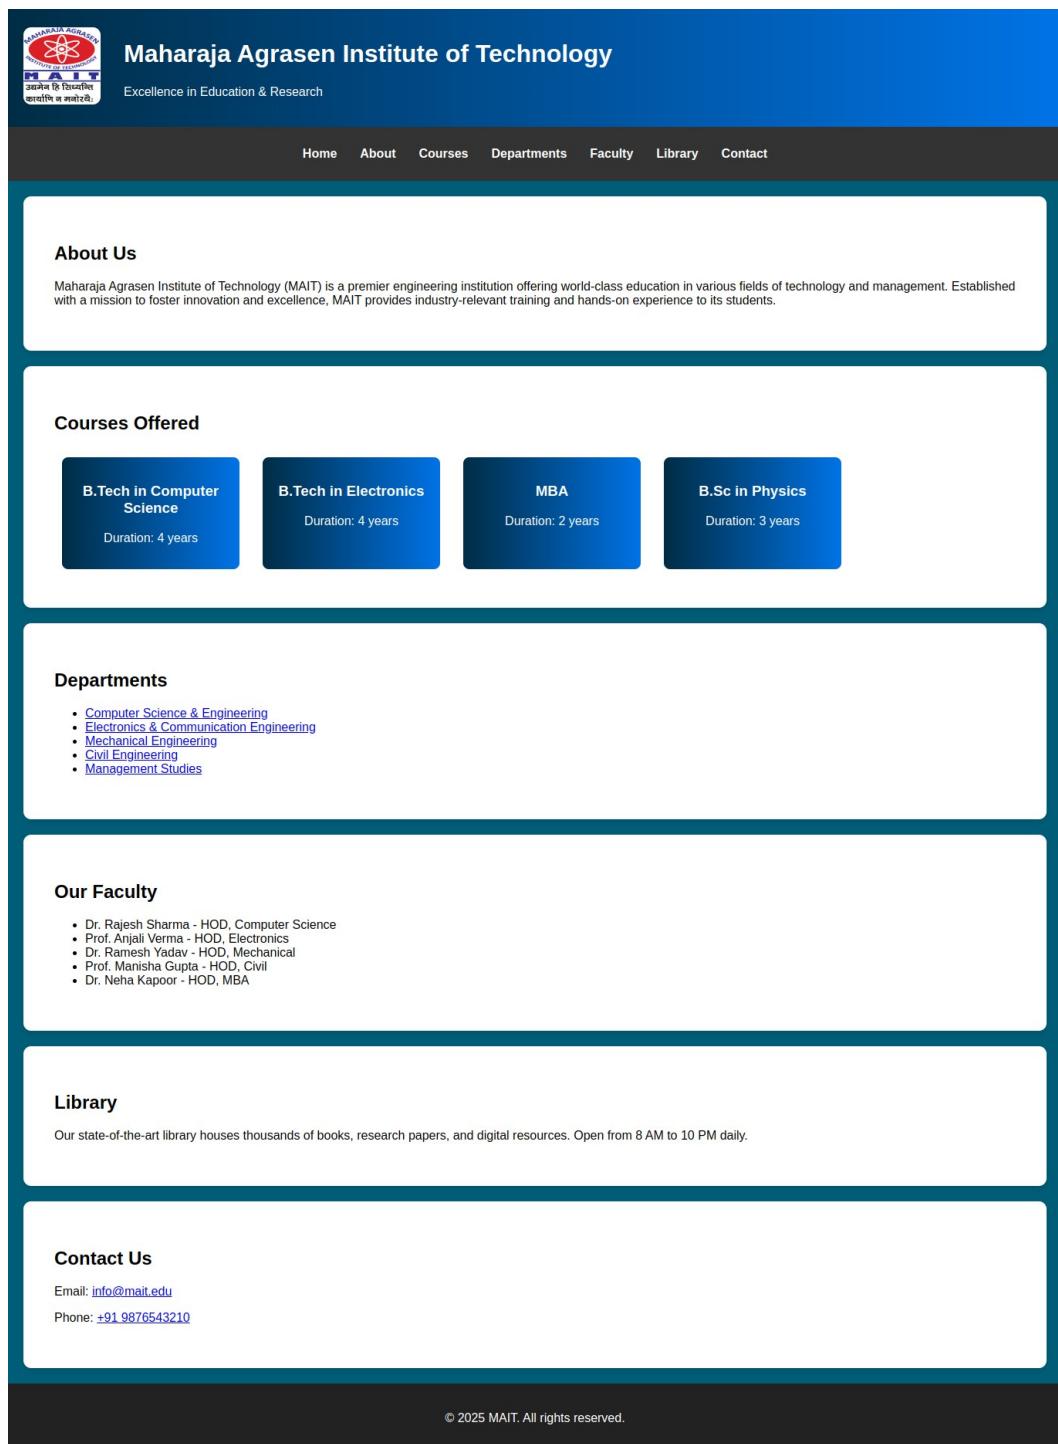 MAHARAJA AGRASEN
INSTITUTE OF TECHNOLOGY
MAIT
उद्यमेन हि सिध्यन्ति
कार्याणि न मनोरथैः
Maharaja Agrasen Institute of Technology
Excellence in Education & Research
Home About Courses Departments Faculty Library Contact
About Us
Maharaja Agrasen Institute of Technology (MAIT) is a premier engineering institution offering world-class education in various fields of technology and management. Established
with a mission to foster innovation and excellence, MAIT provides industry-relevant training and hands-on experience to its students.
Courses Offered
B.Tech in Computer
Science
Duration: 4 years
B.Tech in Electronics
Duration: 4 years
MBA
Duration: 2 years
B.Sc in Physics
Duration: 3 years
Departments
• Computer Science & Engineering
• Electronics & Communication Engineering
• Mechanical Engineering
• Civil Engineering
• Management Studies
Our Faculty
• Dr. Rajesh Sharma - HOD, Computer Science
• Prof. Anjali Verma - HOD, Electronics
• Dr. Ramesh Yadav - HOD, Mechanical
• Prof. Manisha Gupta - HOD, Civil
• Dr. Neha Kapoor - HOD, MBA
Library
Our state-of-the-art library houses thousands of books, research papers, and digital resources. Open from 8 AM to 10 PM daily.
Contact Us
Email: info@mait.edu
Phone: +91 9876543210
© 2025 MAIT. All rights reserved.